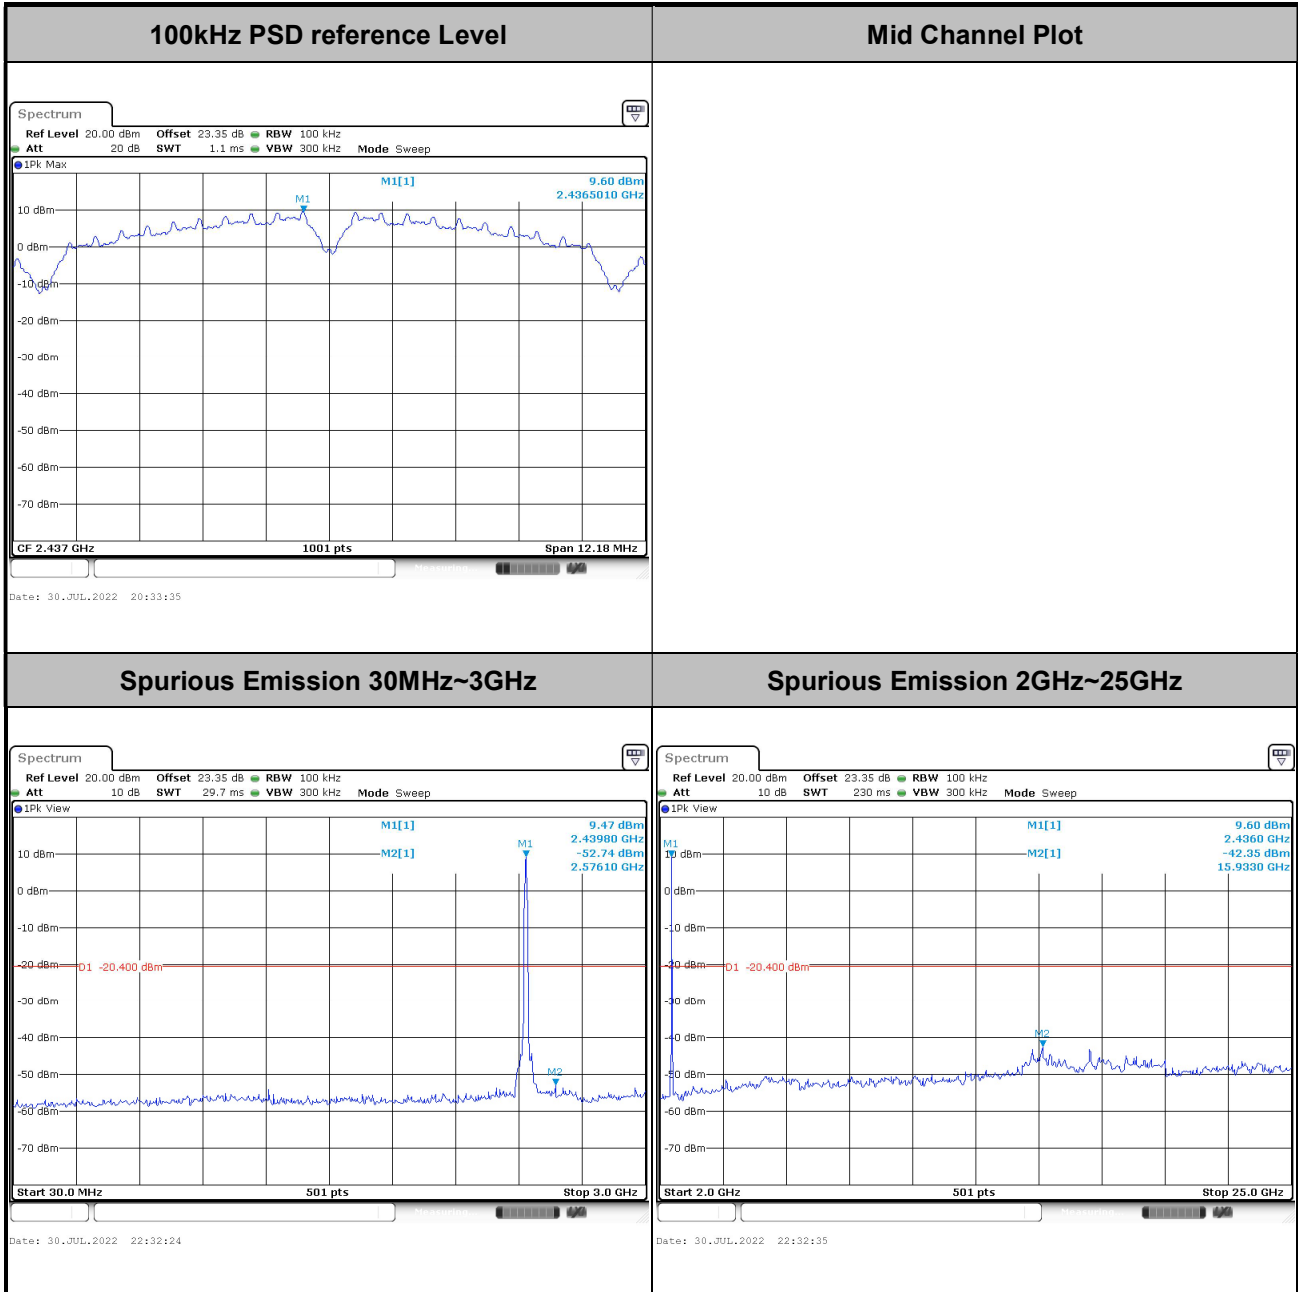 100kHz PSD reference Level
Mid Channel Plot
Spectrum
Ref Level 20.00 dBm Offset 23.35 dB RBW 100 kHz
Att 20 dB SWT 1.1 ms VBW 300 kHz Mode Sweep
1Pk Max
M1[1] 9.60 dBm
2.4365010 GHz
M1
10 dBm
0 dBm
-10 dBm
-20 dBm
-30 dBm
-40 dBm
-50 dBm
-60 dBm
-70 dBm
CF 2.437 GHz 1001 pts Span 12.18 MHz
Measuring...
Date: 30.JUL.2022 20:33:35
Spurious Emission 30MHz~3GHz
Spurious Emission 2GHz~25GHz
Spectrum
Ref Level 20.00 dBm Offset 23.35 dB RBW 100 kHz
Att 10 dB SWT 29.7 ms VBW 300 kHz Mode Sweep
1Pk View
M1[1] 9.47 dBm
2.43980 GHz
M2[1] -52.74 dBm
2.57610 GHz
M1
10 dBm
0 dBm
-10 dBm
-20 dBm
D1 -20.400 dBm
-30 dBm
-40 dBm
-50 dBm
M2
-60 dBm
-70 dBm
Start 30.0 MHz 501 pts Stop 3.0 GHz
Measuring...
Date: 30.JUL.2022 22:32:24
Spectrum
Ref Level 20.00 dBm Offset 23.35 dB RBW 100 kHz
Att 10 dB SWT 230 ms VBW 300 kHz Mode Sweep
1Pk View
M1[1] 9.60 dBm
2.4360 GHz
M2[1] -42.35 dBm
15.9330 GHz
M1
10 dBm
0 dBm
-10 dBm
-20 dBm
D1 -20.400 dBm
-30 dBm
M2
-40 dBm
-50 dBm
-60 dBm
-70 dBm
Start 2.0 GHz 501 pts Stop 25.0 GHz
Measuring...
Date: 30.JUL.2022 22:32:35